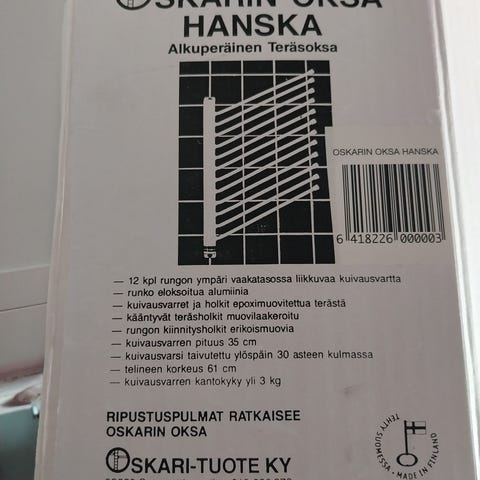 OSKARIN OKSA
HANSKA
Alkuperäinen Teräsoksa
OSKARIN OKSA HANSKA
6 418226 000003
— 12 kpl rungon ympäri vaakatasossa liikkuvaa kuivausvartta
— runko eloksoitua alumiinia
— kuivausvarret ja holkit epoximuovitettua terästä
— kääntyvät teräsholkit muovilaakeroitu
— rungon kiinnitysholkit erikoismuovia
— kuivausvarren pituus 35 cm
— kuivausvarsi taivutettu ylöspäin 30 asteen kulmassa
— telineen korkeus 61 cm
— kuivausvarren kantokyky yli 3 kg
RIPUSTUSPULMAT RATKAISEE
OSKARIN OKSA
OSKARI-TUOTE KY
TEHTY SUOMESSA • MADE IN FINLAND